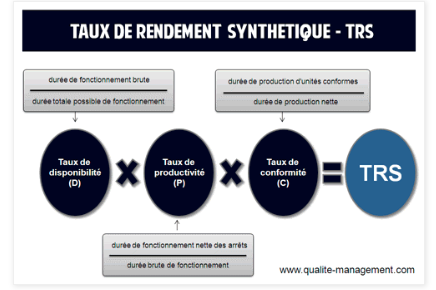 TAUX DE RENDEMENT SYNTHETIQUE - TRS
durée de fonctionnement brute
durée totale possible de fonctionnement
durée de production d'unités conformes
durée de production nette
Taux de
disponibilité
(D)
Taux de
productivité
(P)
Taux de
conformité
(C)
TRS
durée de fonctionnement nette des arrêts
durée brute de fonctionnement
www.qualite-management.com